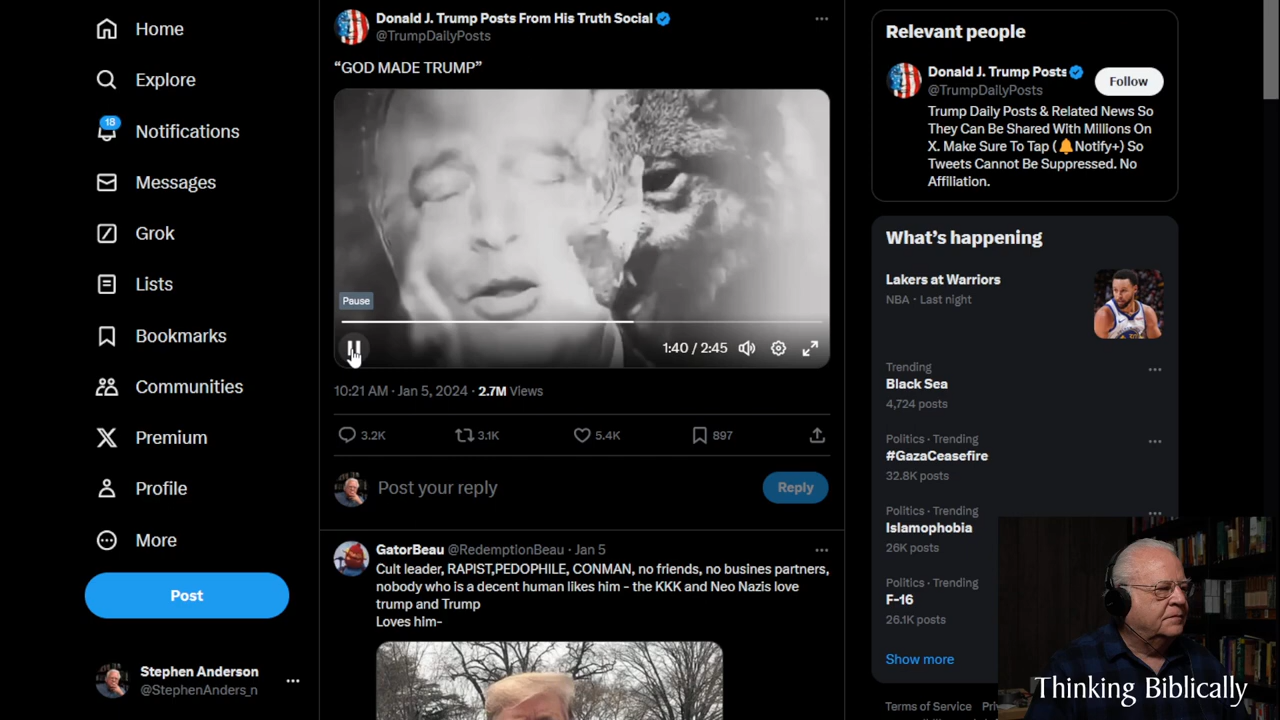 Home
Explore
18
Notifications
Messages
Grok
Lists
Bookmarks
Communities
Premium
Profile
More
Post
Stephen Anderson
@StephenAnders_n
Donald J. Trump Posts From His Truth Social
@TrumpDailyPosts
“GOD MADE TRUMP”
Pause
1:40 / 2:45
10:21 AM · Jan 5, 2024 · 2.7M Views
3.2K 3.1K 5.4K 897
Post your reply
Reply
GatorBeau @RedemptionBeau · Jan 5
Cult leader, RAPIST,PEDOPHILE, CONMAN, no friends, no busines partners,
nobody who is a decent human likes him - the KKK and Neo Nazis love
trump and Trump
Loves him-
Relevant people
Donald J. Trump Posts
@TrumpDailyPosts
Follow
Trump Daily Posts & Related News So
They Can Be Shared With Millions On
X. Make Sure To Tap (🔔Notify+) So
Tweets Cannot Be Suppressed. No
Affiliation.
What’s happening
Lakers at Warriors
NBA · Last night
Trending
Black Sea
4,724 posts
Politics · Trending
#GazaCeasefire
32.8K posts
Politics · Trending
Islamophobia
26K posts
Politics · Trending
F-16
26.1K posts
Show more
Terms of Service
Thinking Biblically